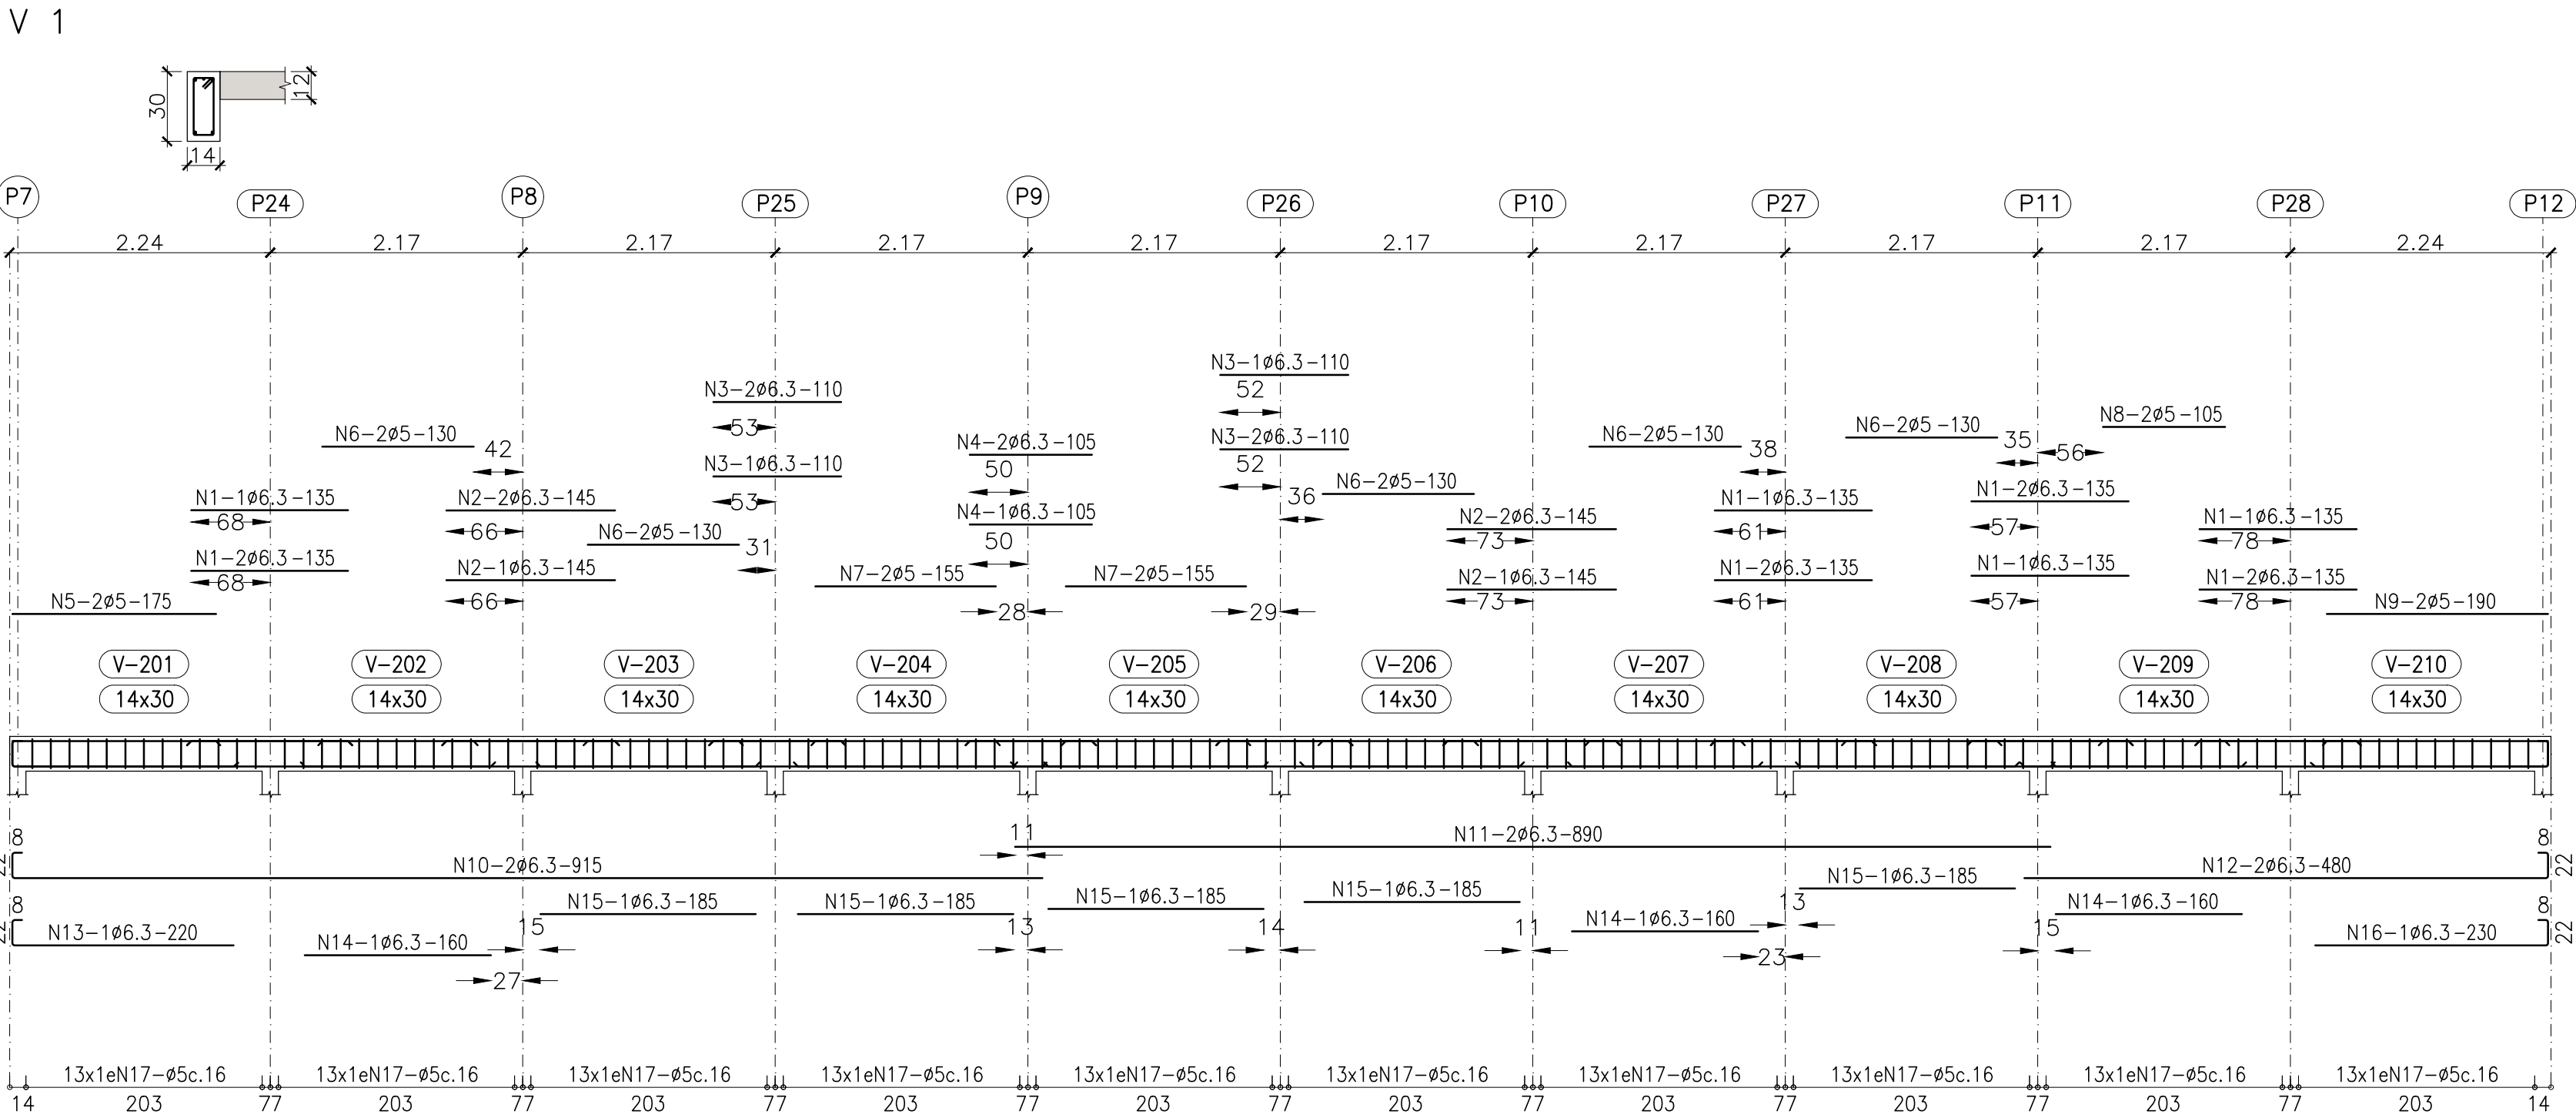 V 1
30
12
14
P7 P24 P8 P25 P9 P26 P10 P27 P11 P28 P12
2.24 2.17 2.17 2.17 2.17 2.17 2.17 2.17 2.17 2.24
N3-1ø6.3-110
52
N3-2ø6.3-110
53
N8-2ø5-105
N6-2ø5-130
42
N4-2ø6.3-105
50
N3-2ø6.3-110
52
N6-2ø5-130
38
N6-2ø5-130
35
56
N3-1ø6.3-110
53
N6-2ø5-130
36
N1-1ø6.3-135
68
N2-2ø6.3-145
66
N4-1ø6.3-105
50
N2-2ø6.3-145
73
N1-1ø6.3-135
61
N1-2ø6.3-135
57
N1-1ø6.3-135
78
N6-2ø5-130
31
N1-2ø6.3-135
68
N2-1ø6.3-145
66
N7-2ø5-155
28
N7-2ø5-155
29
N2-1ø6.3-145
73
N1-2ø6.3-135
61
N1-1ø6.3-135
57
N1-2ø6.3-135
78
N5-2ø5-175
N9-2ø5-190
V-201 V-202 V-203 V-204 V-205 V-206 V-207 V-208 V-209 V-210
14x30 14x30 14x30 14x30 14x30 14x30 14x30 14x30 14x30 14x30
11
N11-2ø6.3-890
8
22
N10-2ø6.3-915
N12-2ø6.3-480
8
22
N15-1ø6.3-185
N15-1ø6.3-185
N15-1ø6.3-185
N15-1ø6.3-185
N15-1ø6.3-185
13
N14-1ø6.3-160
8
22
N13-1ø6.3-220
N14-1ø6.3-160
15
27
13
14
11
N14-1ø6.3-160
23
15
N16-1ø6.3-230
8
22
13x1eN17-ø5c.16 13x1eN17-ø5c.16 13x1eN17-ø5c.16 13x1eN17-ø5c.16 13x1eN17-ø5c.16 13x1eN17-ø5c.16 13x1eN17-ø5c.16 13x1eN17-ø5c.16 13x1eN17-ø5c.16 13x1eN17-ø5c.16
14 203 77 203 77 203 77 203 77 203 77 203 77 203 77 203 77 203 77 203 14